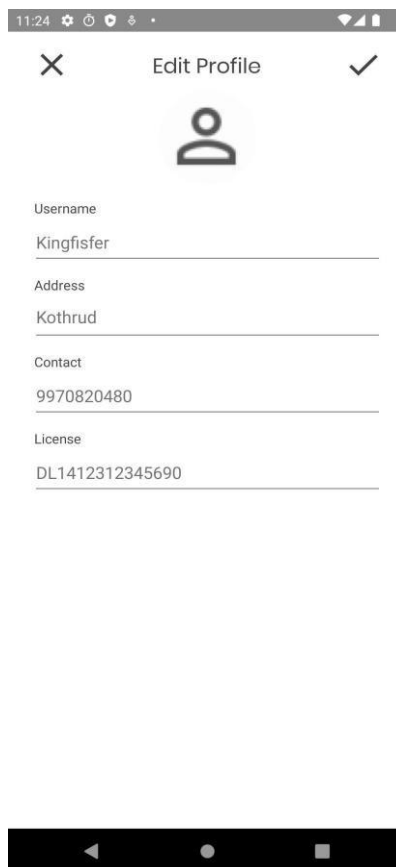 11:24
Edit Profile
Username
Kingfisfer
Address
Kothrud
Contact
9970820480
License
DL1412312345690